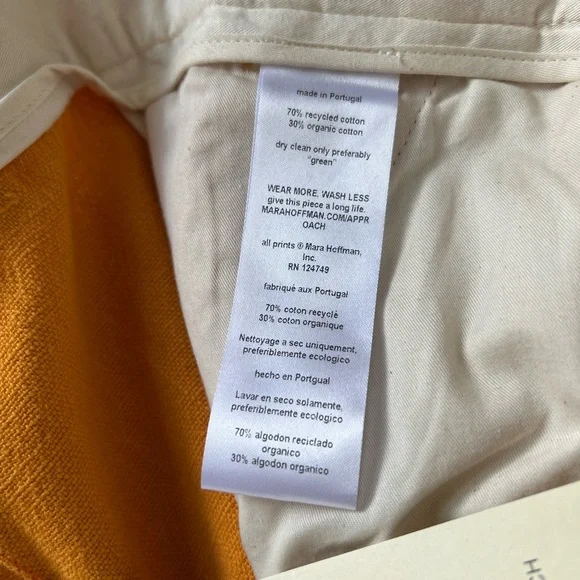 made in Portugal
70% recycled cotton
30% organic cotton
dry clean only preferably
"green"
WEAR MORE. WASH LESS
give this piece a long life.
MARAHOFFMAN.COM/APPR
OACH
all prints ® Mara Hoffman,
Inc.
RN 124749
fabriqué aux Portugal
70% coton recyclé
30% coton organique
Nettoyage a sec uniquement,
preferiblemente ecologico
hecho en Portgual
Lavar en seco solamente,
preferiblemente ecologico
70% algodon reciclado
organico
30% algodon organico